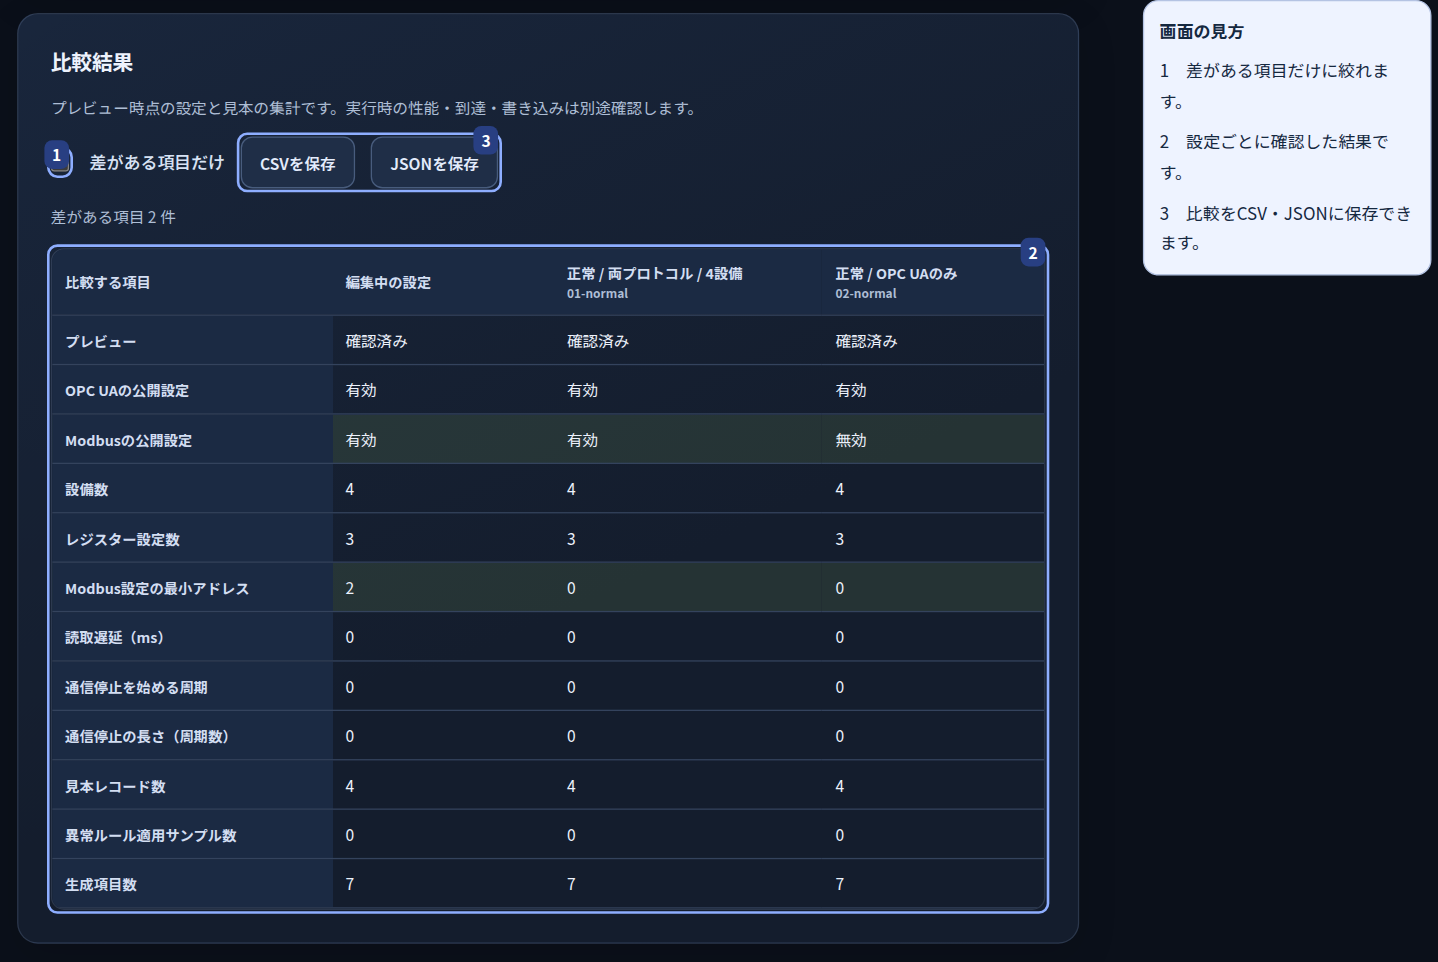 比較結果
プレビュー時点の設定と見本の集計です。実行時の性能・到達・書き込みは別途確認します。
1 差がある項目だけ CSVを保存 JSONを保存 3
差がある項目 2 件
2
比較する項目 編集中の設定 正常 / 両プロトコル / 4設備 正常 / OPC UAのみ
01-normal 02-normal
プレビュー 確認済み 確認済み 確認済み
OPC UAの公開設定 有効 有効 有効
Modbusの公開設定 有効 有効 無効
設備数 4 4 4
レジスター設定数 3 3 3
Modbus設定の最小アドレス 2 0 0
読取遅延（ms） 0 0 0
通信停止を始める周期 0 0 0
通信停止の長さ（周期数） 0 0 0
見本レコード数 4 4 4
異常ルール適用サンプル数 0 0 0
生成項目数 7 7 7
画面の見方
1 差がある項目だけに絞れま
す。
2 設定ごとに確認した結果で
す。
3 比較をCSV・JSONに保存でき
ます。